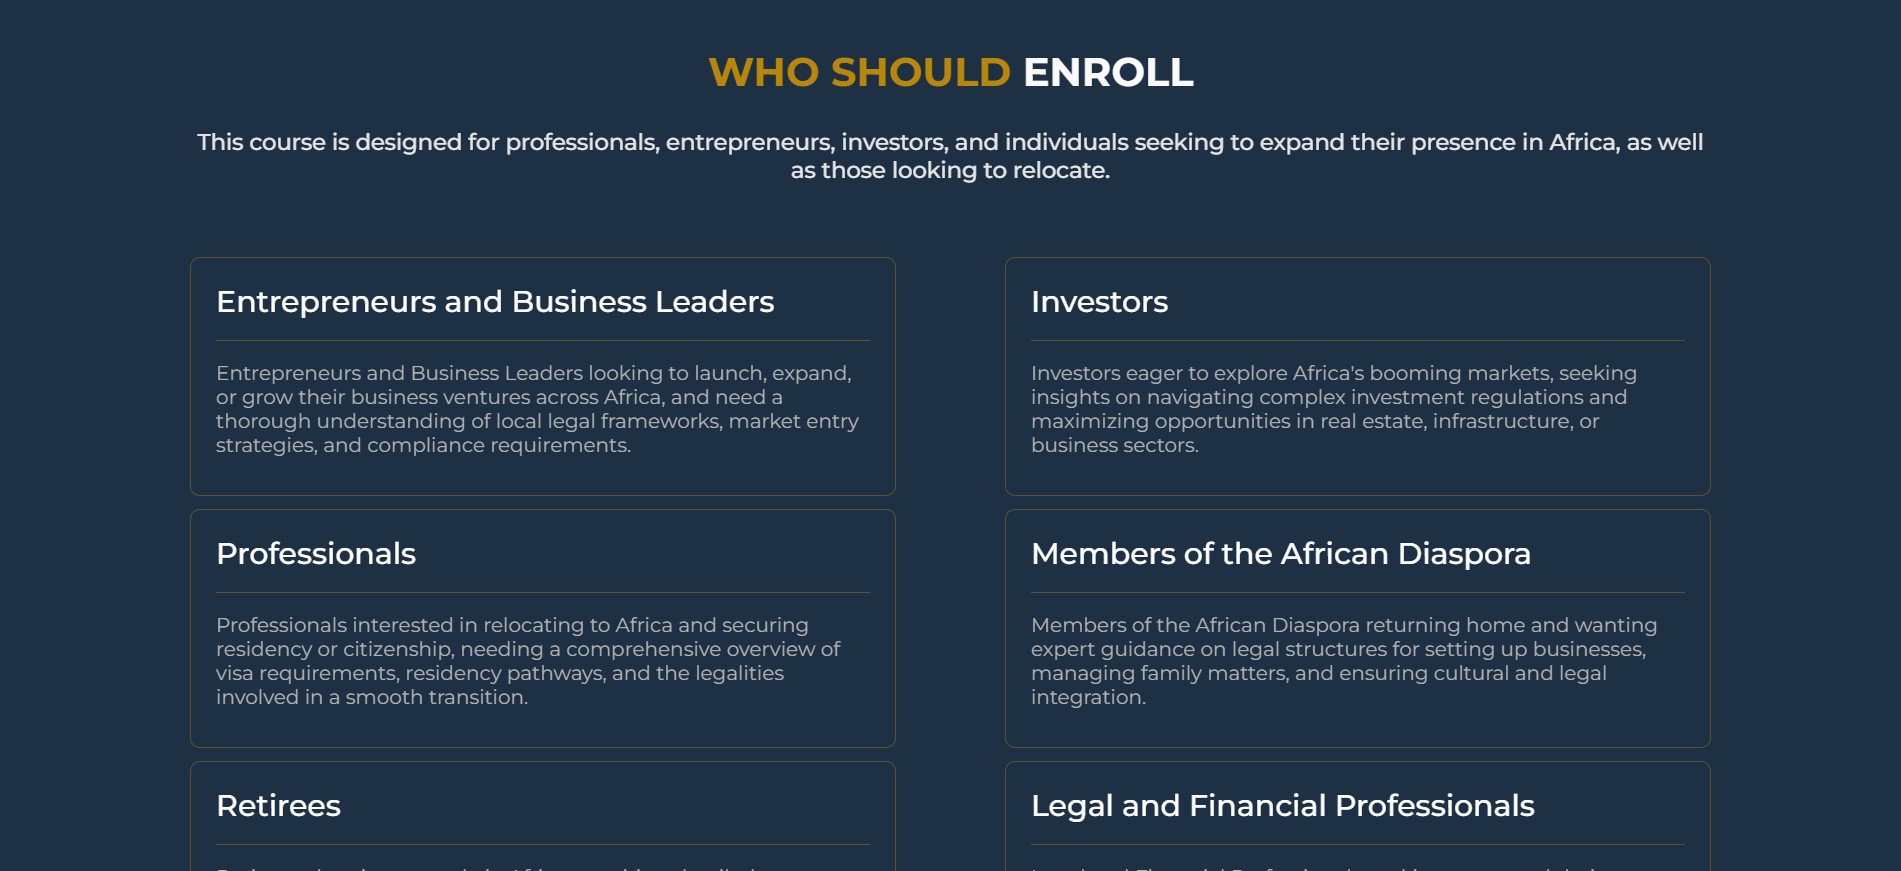 WHO SHOULD ENROLL
This course is designed for professionals, entrepreneurs, investors, and individuals seeking to expand their presence in Africa, as well
as those looking to relocate.
Entrepreneurs and Business Leaders
Entrepreneurs and Business Leaders looking to launch, expand,
or grow their business ventures across Africa, and need a
thorough understanding of local legal frameworks, market entry
strategies, and compliance requirements.
Investors
Investors eager to explore Africa's booming markets, seeking
insights on navigating complex investment regulations and
maximizing opportunities in real estate, infrastructure, or
business sectors.
Professionals
Professionals interested in relocating to Africa and securing
residency or citizenship, needing a comprehensive overview of
visa requirements, residency pathways, and the legalities
involved in a smooth transition.
Members of the African Diaspora
Members of the African Diaspora returning home and wanting
expert guidance on legal structures for setting up businesses,
managing family matters, and ensuring cultural and legal
integration.
Retirees
Legal and Financial Professionals